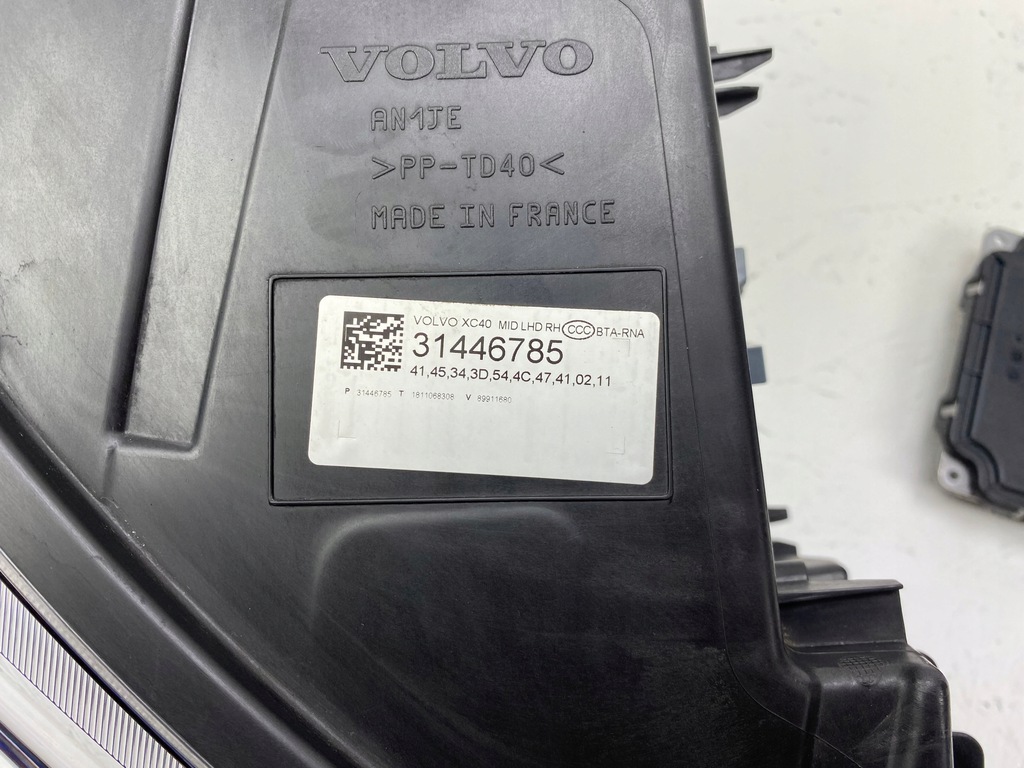 VOLVO
AN1JE
>PP-TD40<
MADE IN FRANCE
VOLVO XC40 MID LHD RH CCC BTA-RNA
31446785
41,45,34,3D,54,4C,47,41,02,11
P 31446785 T 1811068308 V 89911680